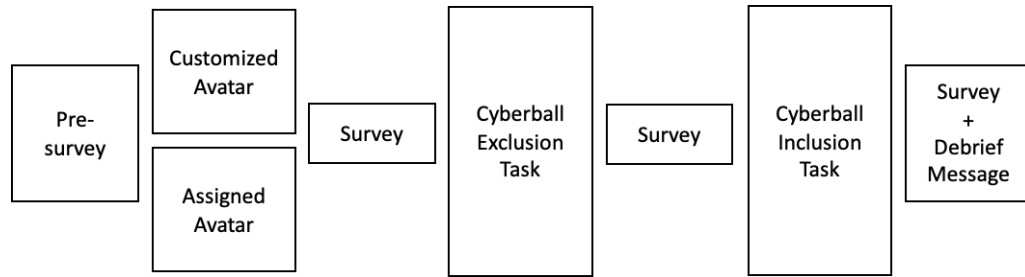 Pre-
survey
Customized
Avatar
Assigned
Avatar
Survey
Cyberball
Exclusion
Task
Survey
Cyberball
Inclusion
Task
Survey
+
Debrief
Message